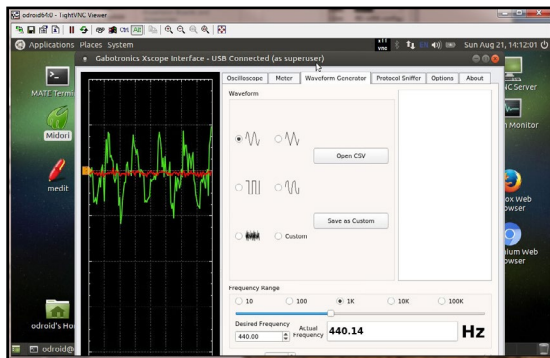 odroid64:0 - TightVNC Viewer
Applications Places System
Sun Aug 21, 14:12:01
Gabotronics Xscope Interface - USB Connected (as superuser)
Oscilloscope Meter Waveform Generator Protocol Sniffer Options About
Waveform
MATE Termi
NC Server
Midori
n Monitor
Open CSV
medit
ox Web
owser
Save as Custom
Custom
ium Web
owser
Frequency Range
10 100 1K 10K 100K
odroid's Ho
Desired Frequency
440.00
Actual
Frequency
440.14
Hz
odroid@